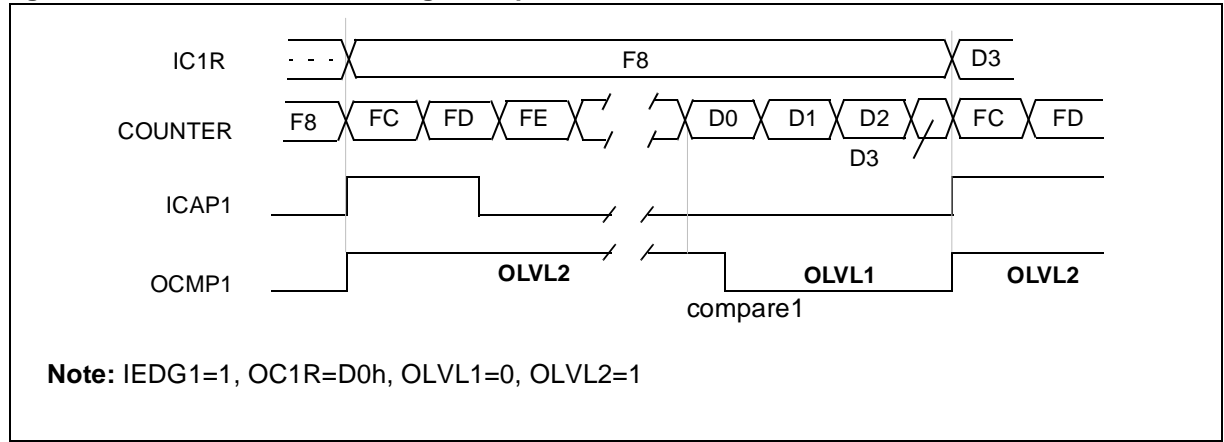 IC1R - - - F8 D3
COUNTER F8 FC FD FE D0 D1 D2 FC FD
D3
ICAP1
OCMP1 OLVL2 OLVL1 OLVL2
compare1
Note: IEDG1=1, OC1R=D0h, OLVL1=0, OLVL2=1